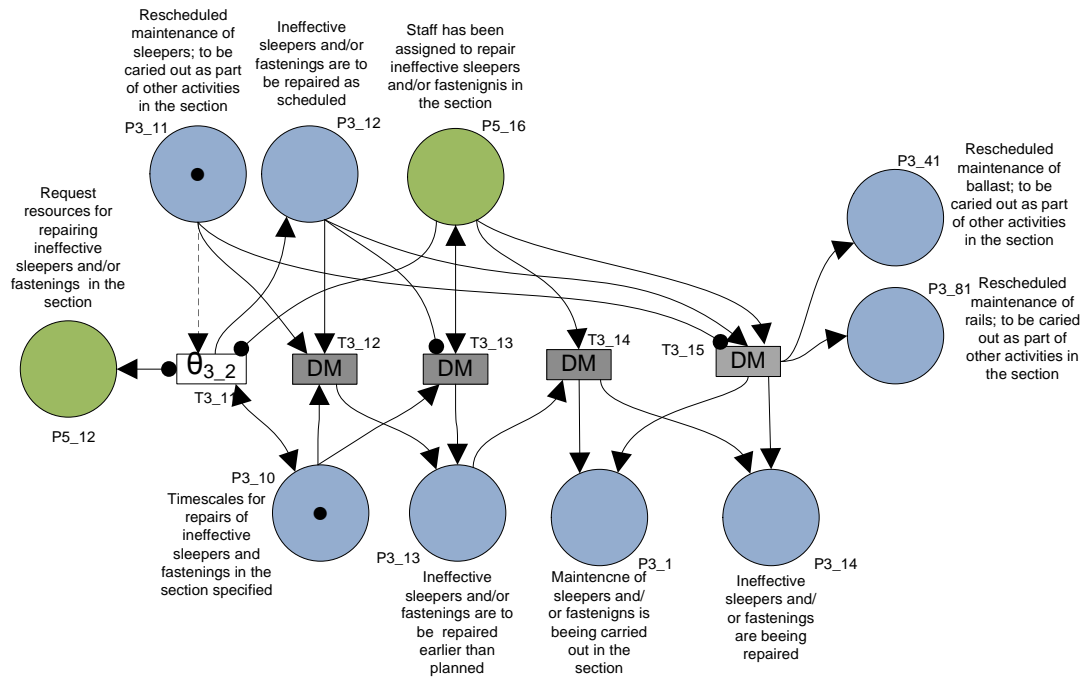 Rescheduled
maintenance of
sleepers; to be
caried out as part
of other activities
in the section
P3_11
Ineffective
sleepers and/or
fastenings are to
be repaired as
scheduled
P3_12
Staff has been
assigned to repair
ineffective sleepers
and/or fastenignis in
the section
P5_16
P3_41
Rescheduled
maintenance of
ballast; to be
caried out as part
of other activities
in the section
Request
resources for
repairing
ineffective
sleepers and/or
fastenings in the
section
P3_81
Rescheduled
maintenance of
rails; to be caried
out as part of
other activities in
the section
θ3_2
T3_11
DM
T3_12
DM
T3_13
DM
T3_14
DM
T3_15
P5_12
P3_10
Timescales for
repairs of
ineffective
sleepers and
fastenings in the
section specified
P3_13
Ineffective
sleepers and/or
fastenings are to
be repaired
earlier than
planned
P3_1
Maintencne of
sleepers and/
or fastenigns is
beeing carried
out in the
section
P3_14
Ineffective
sleepers and/
or fastenings
are beeing
repaired